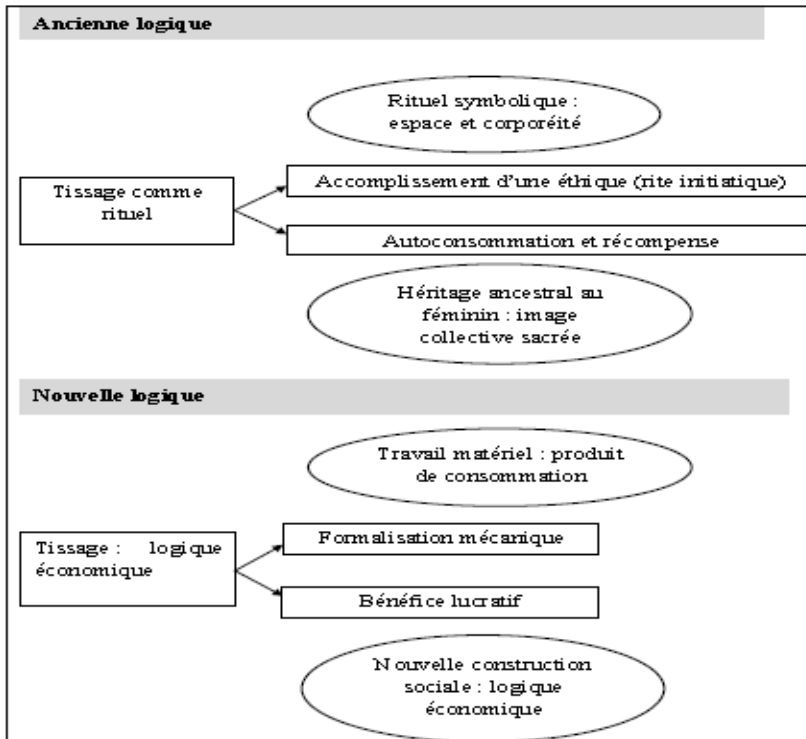 Ancienne logique
Rituel symbolique :
espace et corporéité
Accomplissement d'une éthique (rite initiatique)
Tissage comme
rituel
Autoconsommation et récompense
Héritage ancestral au
féminin : image
collective sacrée
Nouvelle logique
Travail matériel : produit
de consommation
Formalisation mécanique
Tissage : logique
économique
Bénéfice lucratif
Nouvelle construction
sociale : logique
économique